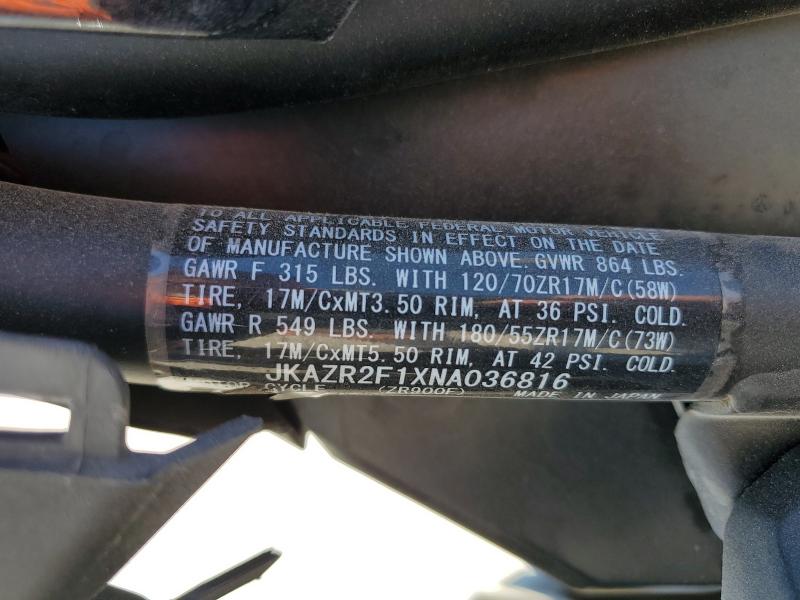 TO ALL APPLICABLE FEDERAL MOTOR VEHICLE
SAFETY STANDARDS IN EFFECT ON THE DATE
OF MANUFACTURE SHOWN ABOVE. GVWR 864 LBS.
GAWR F 315 LBS. WITH 120/70ZR17M/C(58W)
TIRE, 17M/CxMT3.50 RIM, AT 36 PSI. COLD.
GAWR R 549 LBS. WITH 180/55ZR17M/C(73W)
TIRE, 17M/CxMT5.50 RIM, AT 42 PSI. COLD.
JKAZR2F1XNA036816
MOTOR CYCLE (ZR900F) MADE IN JAPAN